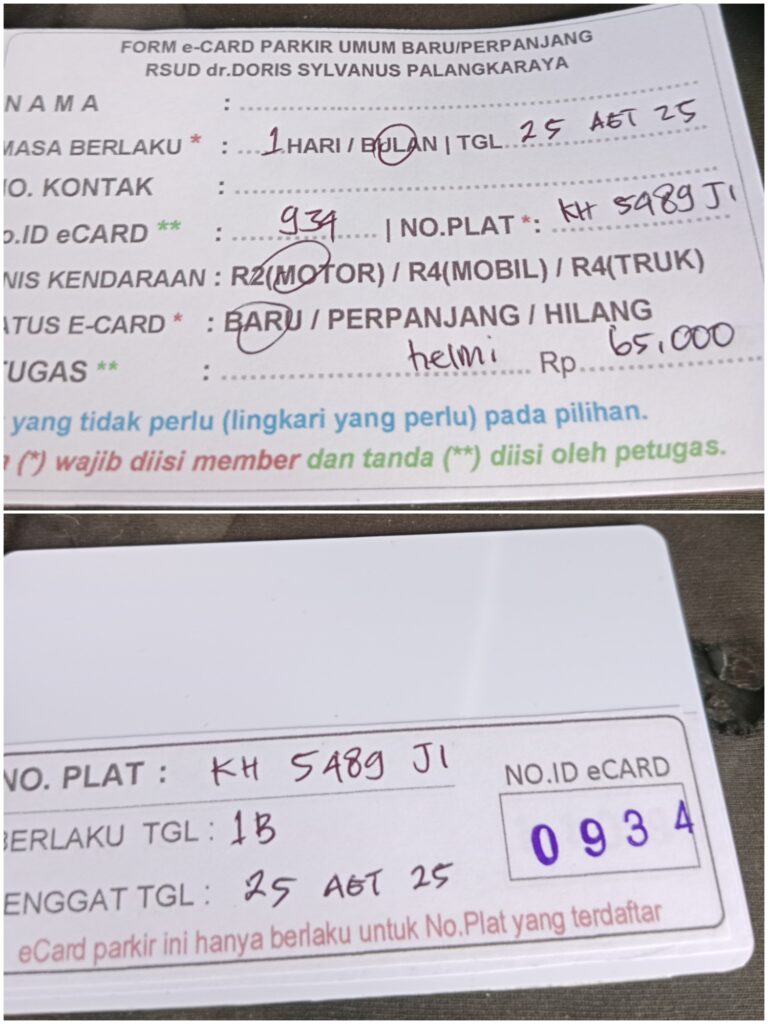 FORM e-CARD PARKIR UMUM BARU/PERPANJANG
RSUD dr.DORIS SYLVANUS PALANGKARAYA
NAMA :
MASA BERLAKU * : 1 HARI / BULAN | TGL 25 AGT 25
O. KONTAK :
o.ID eCARD ** : 934 | NO.PLAT *: KH 5489 JI
NIS KENDARAAN : R2(MOTOR) / R4(MOBIL) / R4(TRUK)
ATUS E-CARD * : BARU / PERPANJANG / HILANG
TUGAS ** : helmi Rp 65.000
yang tidak perlu (lingkari yang perlu) pada pilihan.
(*) wajib diisi member dan tanda (**) diisi oleh petugas.
NO. PLAT : KH 5489 JI
NO.ID eCARD
0934
BERLAKU TGL : 1B
ENGGAT TGL : 25 AGT 25
eCard parkir ini hanya berlaku untuk No.Plat yang terdaftar